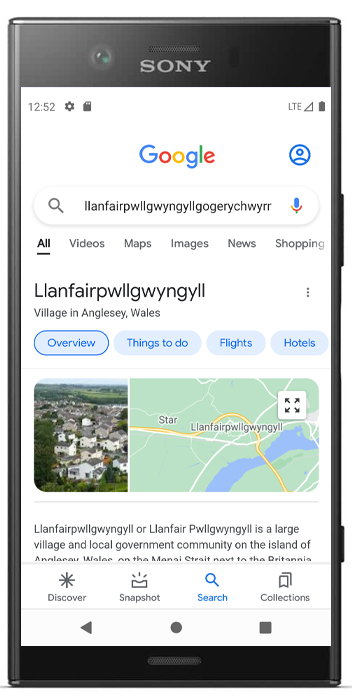 SONY
12:52
LTE
Google
llanfairpwllgwyngyllgogerychwyrr
All Videos Maps Images News Shopping
Llanfairpwllgwyngyll
Village in Anglesey, Wales
Overview Things to do Flights Hotels
Star
Llanfairpwllgwyngyll
Llanfairpwllgwyngyll or Llanfair Pwllgwyngyll is a large
village and local government community on the island of
Anglesey, Wales, on the Menai Strait next to the Britannia
Discover Snapshot Search Collections